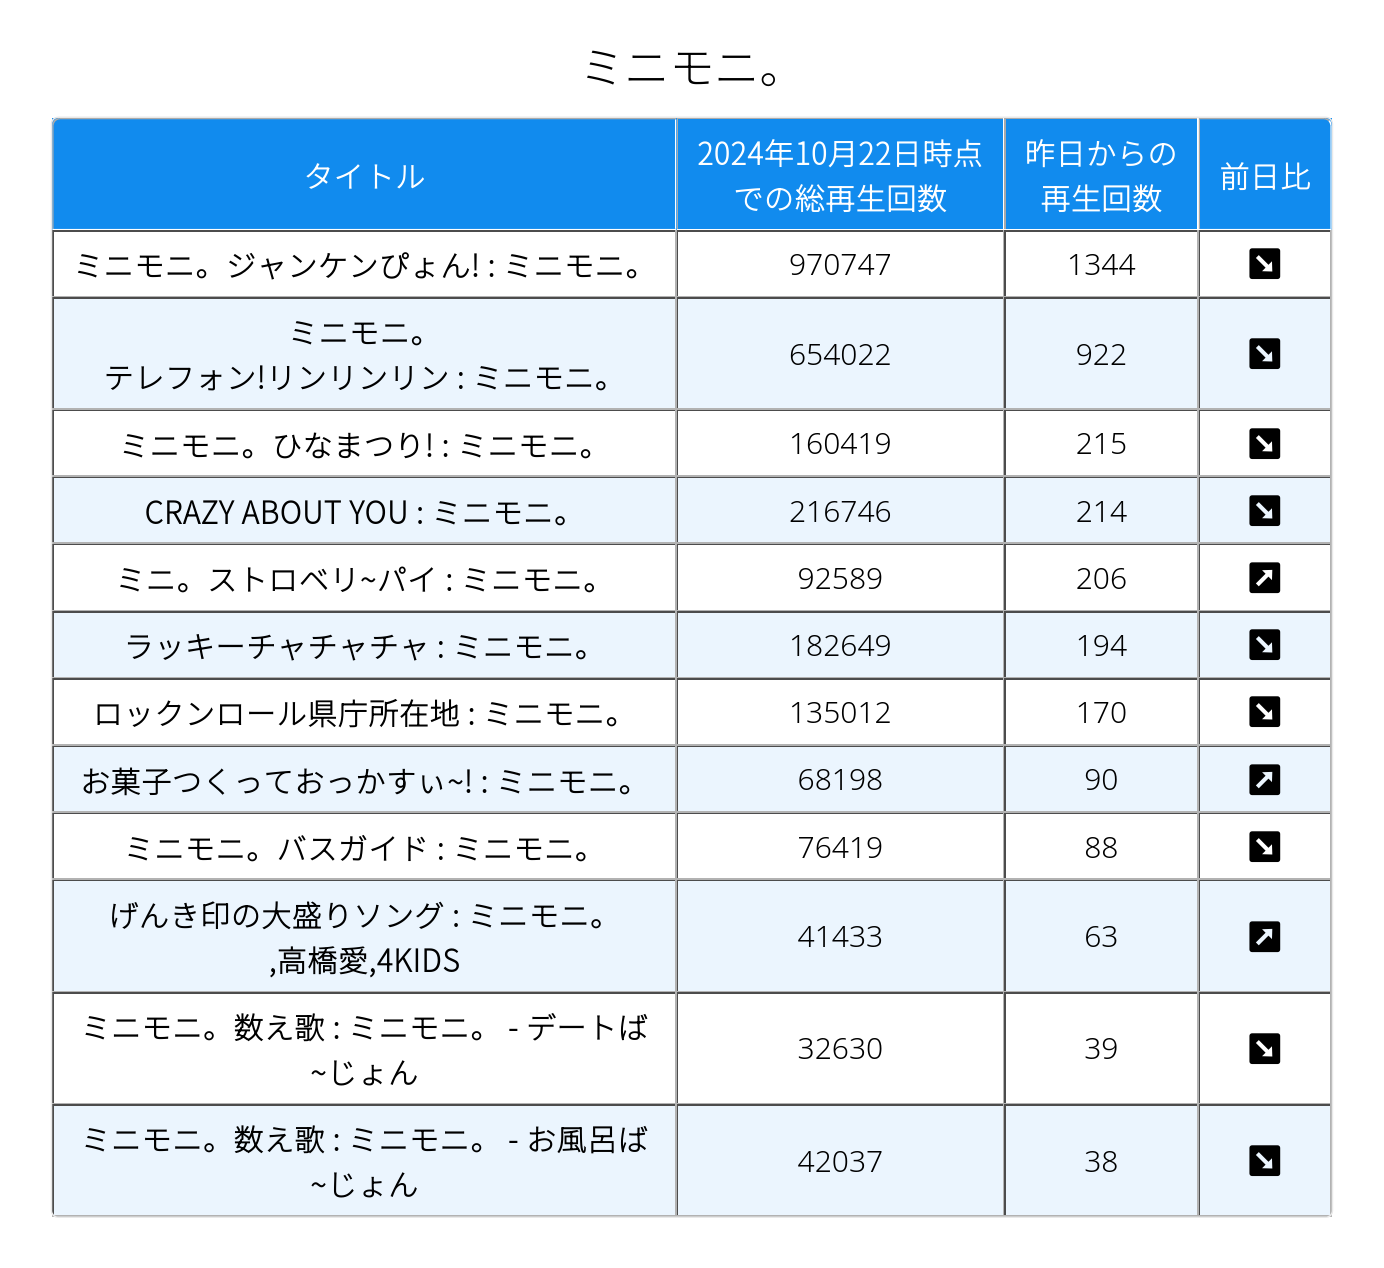 ミニモニ。
タイトル
2024年10月22日時点
での総再生回数
昨日からの
再生回数
前日比
ミニモニ。ジャンケンぴょん! : ミニモニ。
970747
1344
ミニモニ。
テレフォン!リンリンリン : ミニモニ。
654022
922
ミニモニ。ひなまつり! : ミニモニ。
160419
215
CRAZY ABOUT YOU : ミニモニ。
216746
214
ミニ。ストロベリ~パイ : ミニモニ。
92589
206
ラッキーチャチャチャ : ミニモニ。
182649
194
ロックンロール県庁所在地 : ミニモニ。
135012
170
お菓子つくっておっかすぃ~! : ミニモニ。
68198
90
ミニモニ。バスガイド : ミニモニ。
76419
88
げんき印の大盛りソング : ミニモニ。
,高橋愛,4KIDS
41433
63
ミニモニ。数え歌 : ミニモニ。 - デートば
~じょん
32630
39
ミニモニ。数え歌 : ミニモニ。 - お風呂ば
~じょん
42037
38